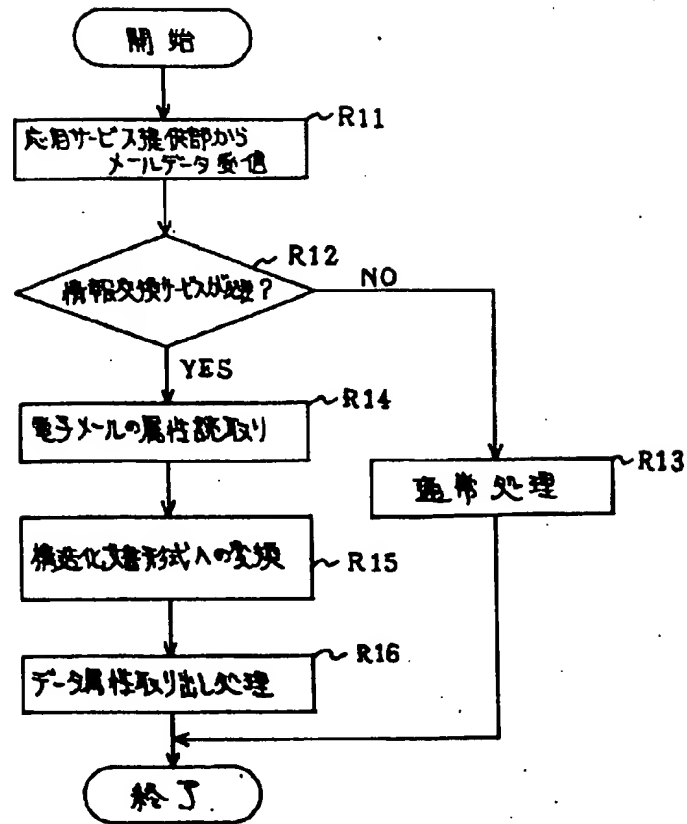 開始
応用サービス提供部から
メールデータ受信
R11
情報交換サービスが必要?
R12
NO
YES
電子メールの属性読取り
R14
通常処理
R13
構造化文書形式への変換
R15
データ属性取り出し処理
R16
終了